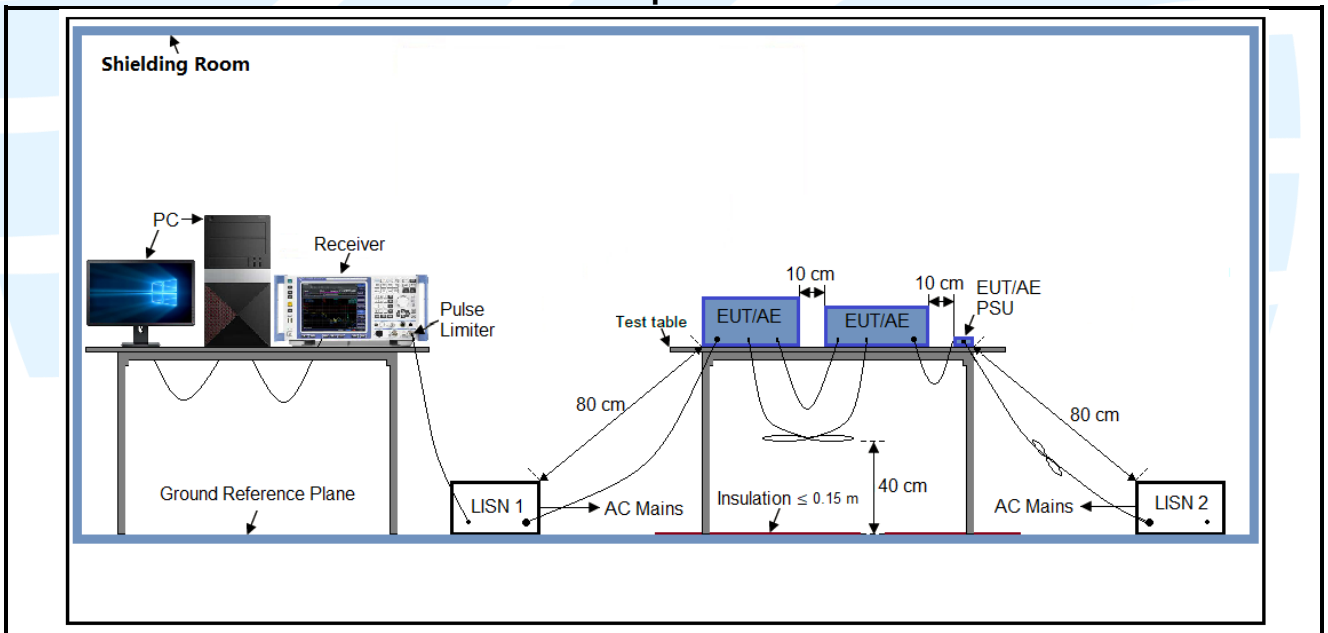 Shielding Room
PC
Receiver
Pulse
Limiter
10 cm
10 cm
EUT/AE
PSU
Test table
EUT/AE
EUT/AE
80 cm
80 cm
40 cm
Ground Reference Plane
LISN 1
AC Mains
Insulation ≤ 0.15 m
AC Mains
LISN 2